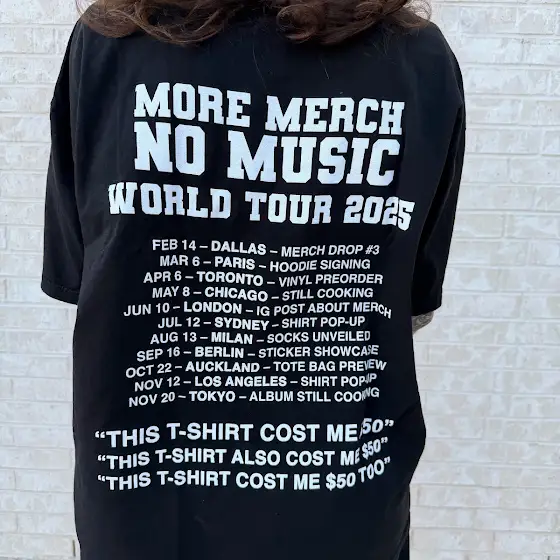 MORE MERCH
NO MUSIC
WORLD TOUR 2025
FEB 14 – DALLAS – MERCH DROP #3
MAR 6 – PARIS – HOODIE SIGNING
APR 6 – TORONTO – VINYL PREORDER
MAY 8 – CHICAGO – STILL COOKING
JUN 10 – LONDON – IG POST ABOUT MERCH
JUL 12 – SYDNEY – SHIRT POP-UP
AUG 13 – MILAN – SOCKS UNVEILED
SEP 16 – BERLIN – STICKER SHOWCASE
OCT 22 – AUCKLAND – TOTE BAG PREVIEW
NOV 12 – LOS ANGELES – SHIRT POP-UP
NOV 20 – TOKYO – ALBUM STILL COOKING
“THIS T-SHIRT COST ME $50”
“THIS T-SHIRT ALSO COST ME $50”
“THIS T-SHIRT COST ME $50 TOO”